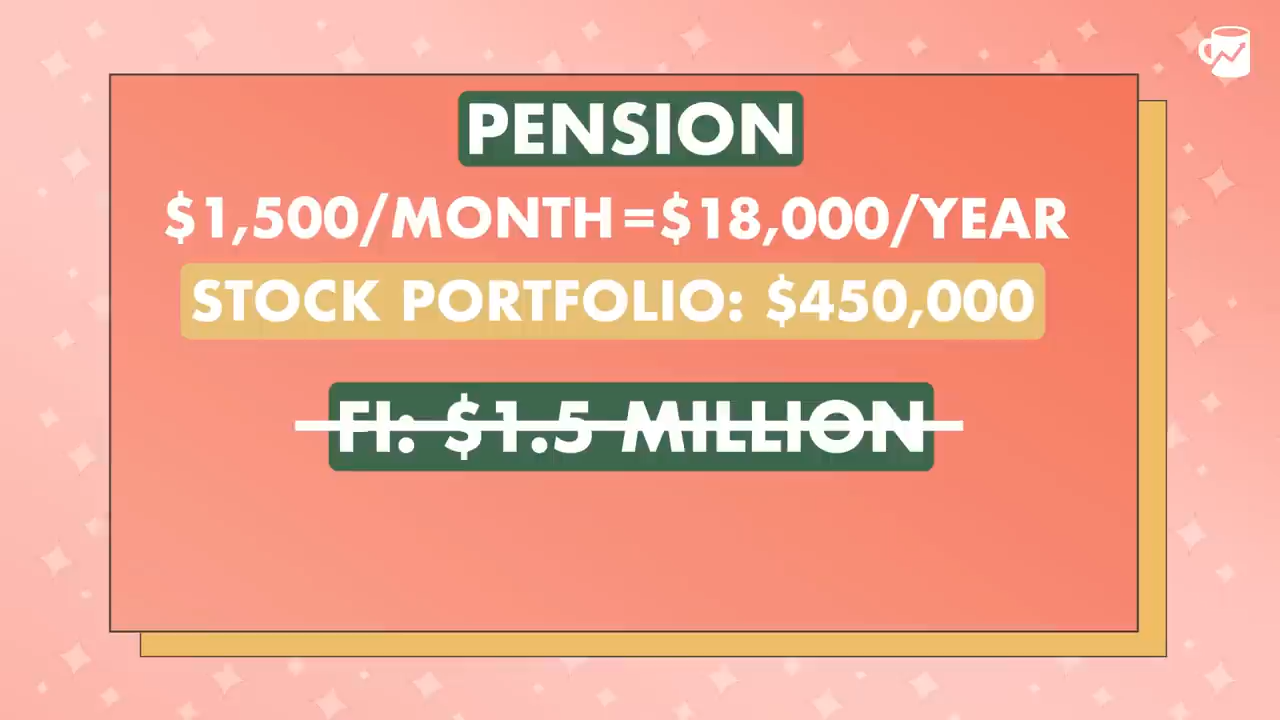 PENSION
$1,500/MONTH=$18,000/YEAR
STOCK PORTFOLIO: $450,000
FI: $1.5 MILLION